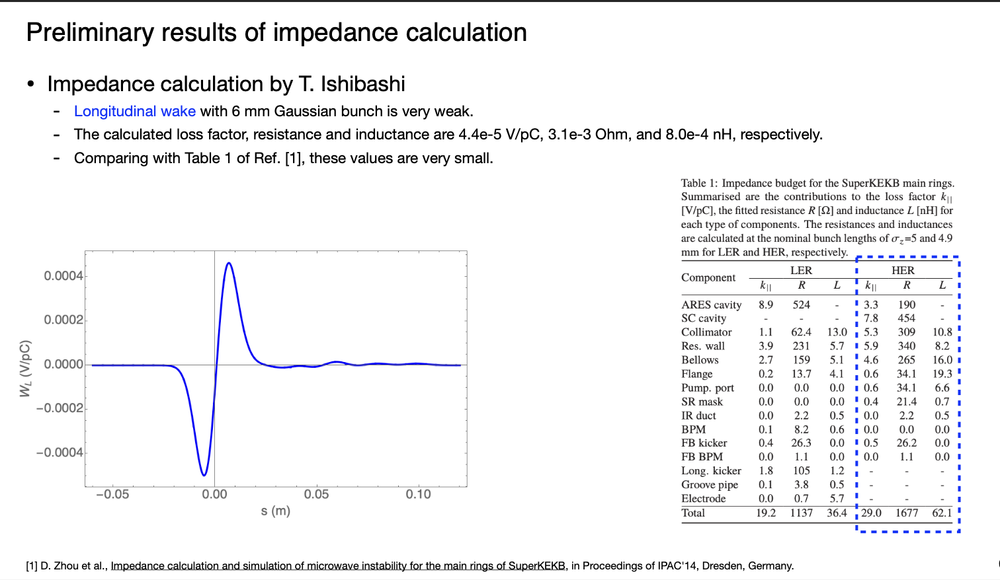 Preliminary results of impedance calculation
• Impedance calculation by T. Ishibashi
- Longitudinal wake with 6 mm Gaussian bunch is very weak.
- The calculated loss factor, resistance and inductance are 4.4e-5 V/pC, 3.1e-3 Ohm, and 8.0e-4 nH, respectively.
- Comparing with Table 1 of Ref. [1], these values are very small.
0.0004
0.0002
0.0000
−0.0002
−0.0004
W_L (V/pC)
−0.05 0.00 0.05 0.10
s (m)
Table 1: Impedance budget for the SuperKEKB main rings.
Summarised are the contributions to the loss factor k_||
[V/pC], the fitted resistance R [Ω] and inductance L [nH] for
each type of components. The resistances and inductances
are calculated at the nominal bunch lengths of σ_z=5 and 4.9
mm for LER and HER, respectively.
Component LER HER
k_|| R L k_|| R L
ARES cavity 8.9 524 - 3.3 190 -
SC cavity - - - 7.8 454 -
Collimator 1.1 62.4 13.0 5.3 309 10.8
Res. wall 3.9 231 5.7 5.9 340 8.2
Bellows 2.7 159 5.1 4.6 265 16.0
Flange 0.2 13.7 4.1 0.6 34.1 19.3
Pump. port 0.0 0.0 0.0 0.6 34.1 6.6
SR mask 0.0 0.0 0.0 0.4 21.4 0.7
IR duct 0.0 2.2 0.5 0.0 2.2 0.5
BPM 0.1 8.2 0.6 0.0 0.0 0.0
FB kicker 0.4 26.3 0.0 0.5 26.2 0.0
FB BPM 0.0 1.1 0.0 0.0 1.1 0.0
Long. kicker 1.8 105 1.2 - - -
Groove pipe 0.1 3.8 0.5 - - -
Electrode 0.0 0.7 5.7 - - -
Total 19.2 1137 36.4 29.0 1677 62.1
[1] D. Zhou et al., Impedance calculation and simulation of microwave instability for the main rings of SuperKEKB, in Proceedings of IPAC'14, Dresden, Germany.